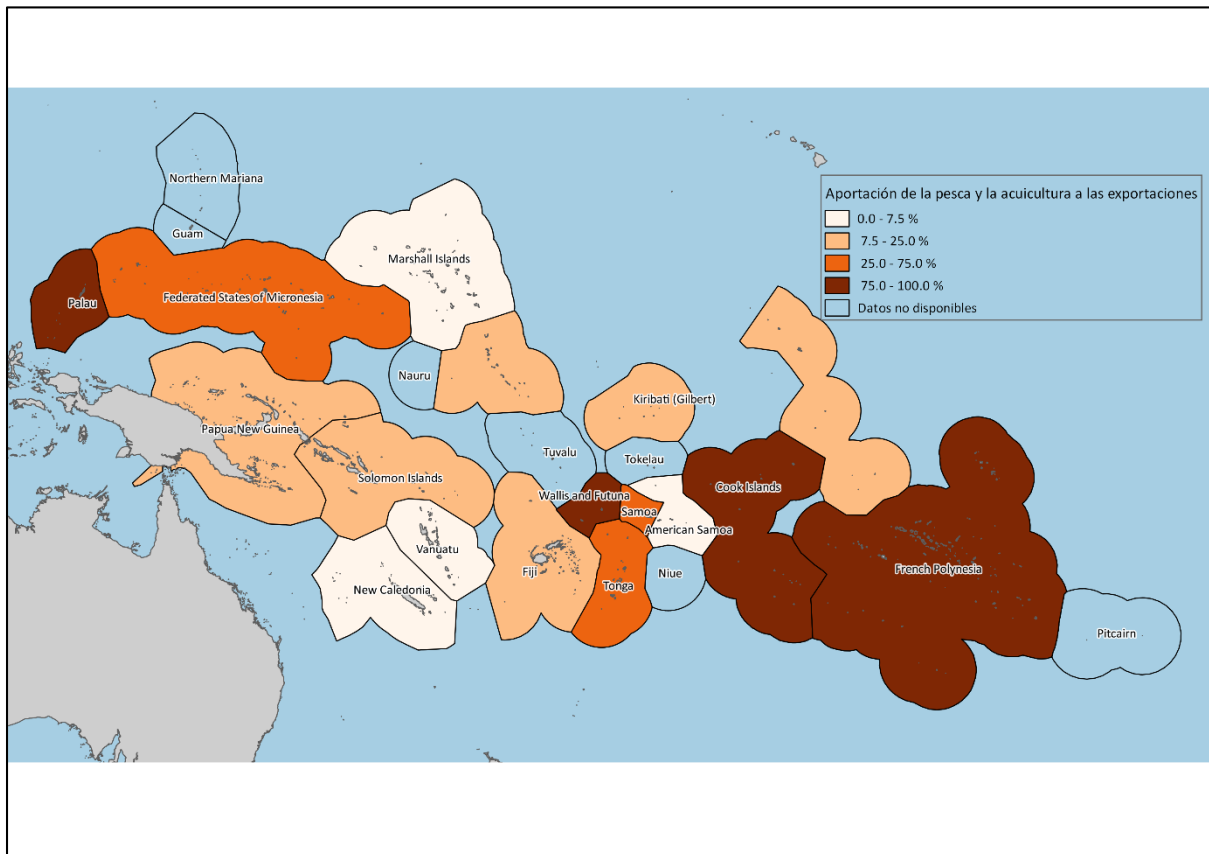 Northern Mariana
Guam
Aportación de la pesca y la acuicultura a las exportaciones
0.0 - 7.5 %
7.5 - 25.0 %
25.0 - 75.0 %
75.0 - 100.0 %
Datos no disponibles
Marshall Islands
Palau
Federated States of Micronesia
Nauru
Kiribati (Gilbert)
Papua New Guinea
Tuvalu
Tokelau
Solomon Islands
Cook Islands
Wallis and Futuna
Samoa
American Samoa
Vanuatu
Fiji
Niue
French Polynesia
New Caledonia
Tonga
Pitcairn